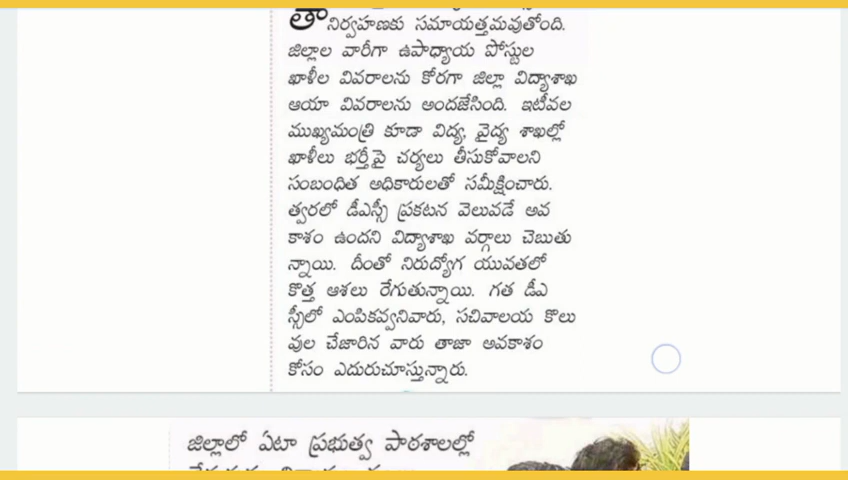 నిర్వహణకు సమాయత్తమవుతోంది.
జిల్లాల వారీగా ఉపాధ్యాయ పోస్టుల
ఖాళీల వివరాలను కోరగా జిల్లా విద్యాశాఖ
ఆయా వివరాలను అందజేసింది. ఇటీవల
ముఖ్యమంత్రి కూడా విద్య, వైద్య శాఖల్లో
ఖాళీలు భర్తీపై చర్యలు తీసుకోవాలని
సంబంధిత అధికారులతో సమీక్షించారు.
త్వరలో డీఎస్సీ ప్రకటన వెలువడే అవ
కాశం ఉందని విద్యాశాఖ వర్గాలు చెబుతు
న్నాయి. దీంతో నిరుద్యోగ యువతలో
కొత్త ఆశలు రేగుతున్నాయి. గత డీఎ
స్సీలో ఎంపికవ్వనివారు, సచివాలయ కొలు
వుల చేజారిన వారు తాజా అవకాశం
కోసం ఎదురుచూస్తున్నారు.
జిల్లాలో ఏటా ప్రభుత్వ పాఠశాలల్లో